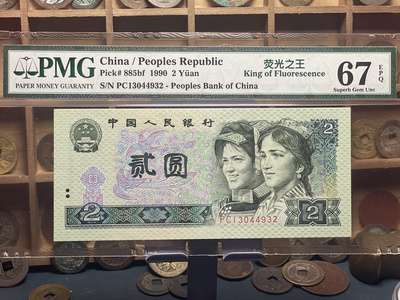 PMG
PAPER MONEY GUARANTY
China / Peoples Republic
Pick# 885bf 1990 2 Yüan
S/N PC13044932 - Peoples Bank of China
荧光之王
King of Fluorescence
67
EPQ
Superb Gem Unc
中国人民银行
2
贰圆
PC13044932
2
2